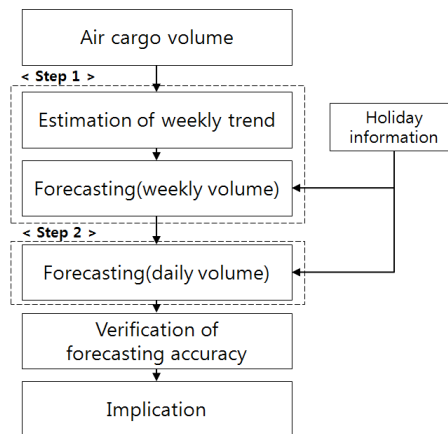 Air cargo volume
< Step 1 >
Estimation of weekly trend
Holiday
information
Forecasting(weekly volume)
< Step 2 >
Forecasting(daily volume)
Verification of
forecasting accuracy
Implication